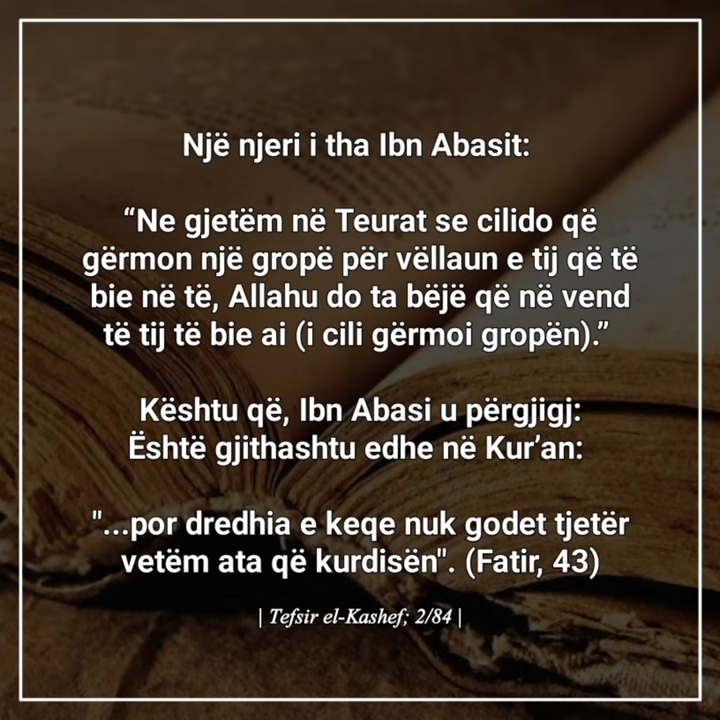 Një njeri i tha Ibn Abasit:
“Ne gjetëm në Teurat se cilido që
gërmon një gropë për vëllaun e tij që të
bie në të, Allahu do ta bëjë që në vend
të tij të bie ai (i cili gërmoi gropën).”
Kështu që, Ibn Abasi u përgjigj:
Është gjithashtu edhe në Kur’an:
"...por dredhia e keqe nuk godet tjetër
vetëm ata që kurdisën". (Fatir, 43)
| Tefsir el-Kashef; 2/84 |